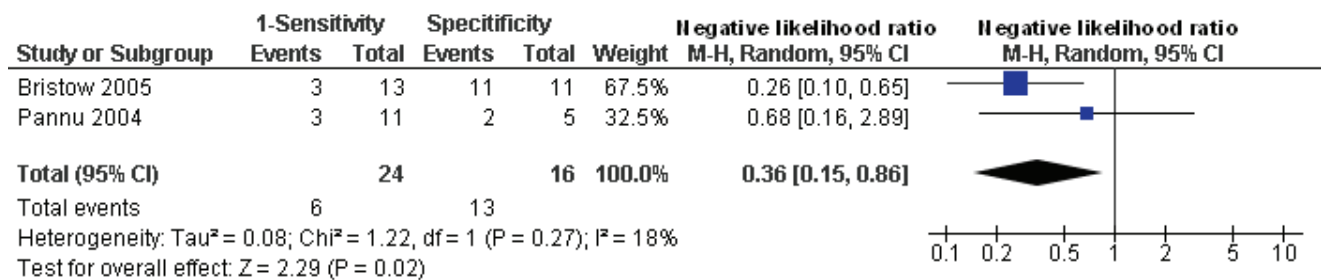 1-Sensitivity Specitificity Negative likelihood ratio Negative likelihood ratio
Study or Subgroup Events Total Events Total Weight M-H, Random, 95% CI M-H, Random, 95% CI
Bristow 2005 3 13 11 11 67.5% 0.26 [0.10, 0.65]
Pannu 2004 3 11 2 5 32.5% 0.68 [0.16, 2.89]
Total (95% CI) 24 16 100.0% 0.36 [0.15, 0.86]
Total events 6 13
Heterogeneity: Tau² = 0.08; Chi² = 1.22, df = 1 (P = 0.27); I² = 18%
Test for overall effect: Z = 2.29 (P = 0.02)
0.1 0.2 0.5 1 2 5 10